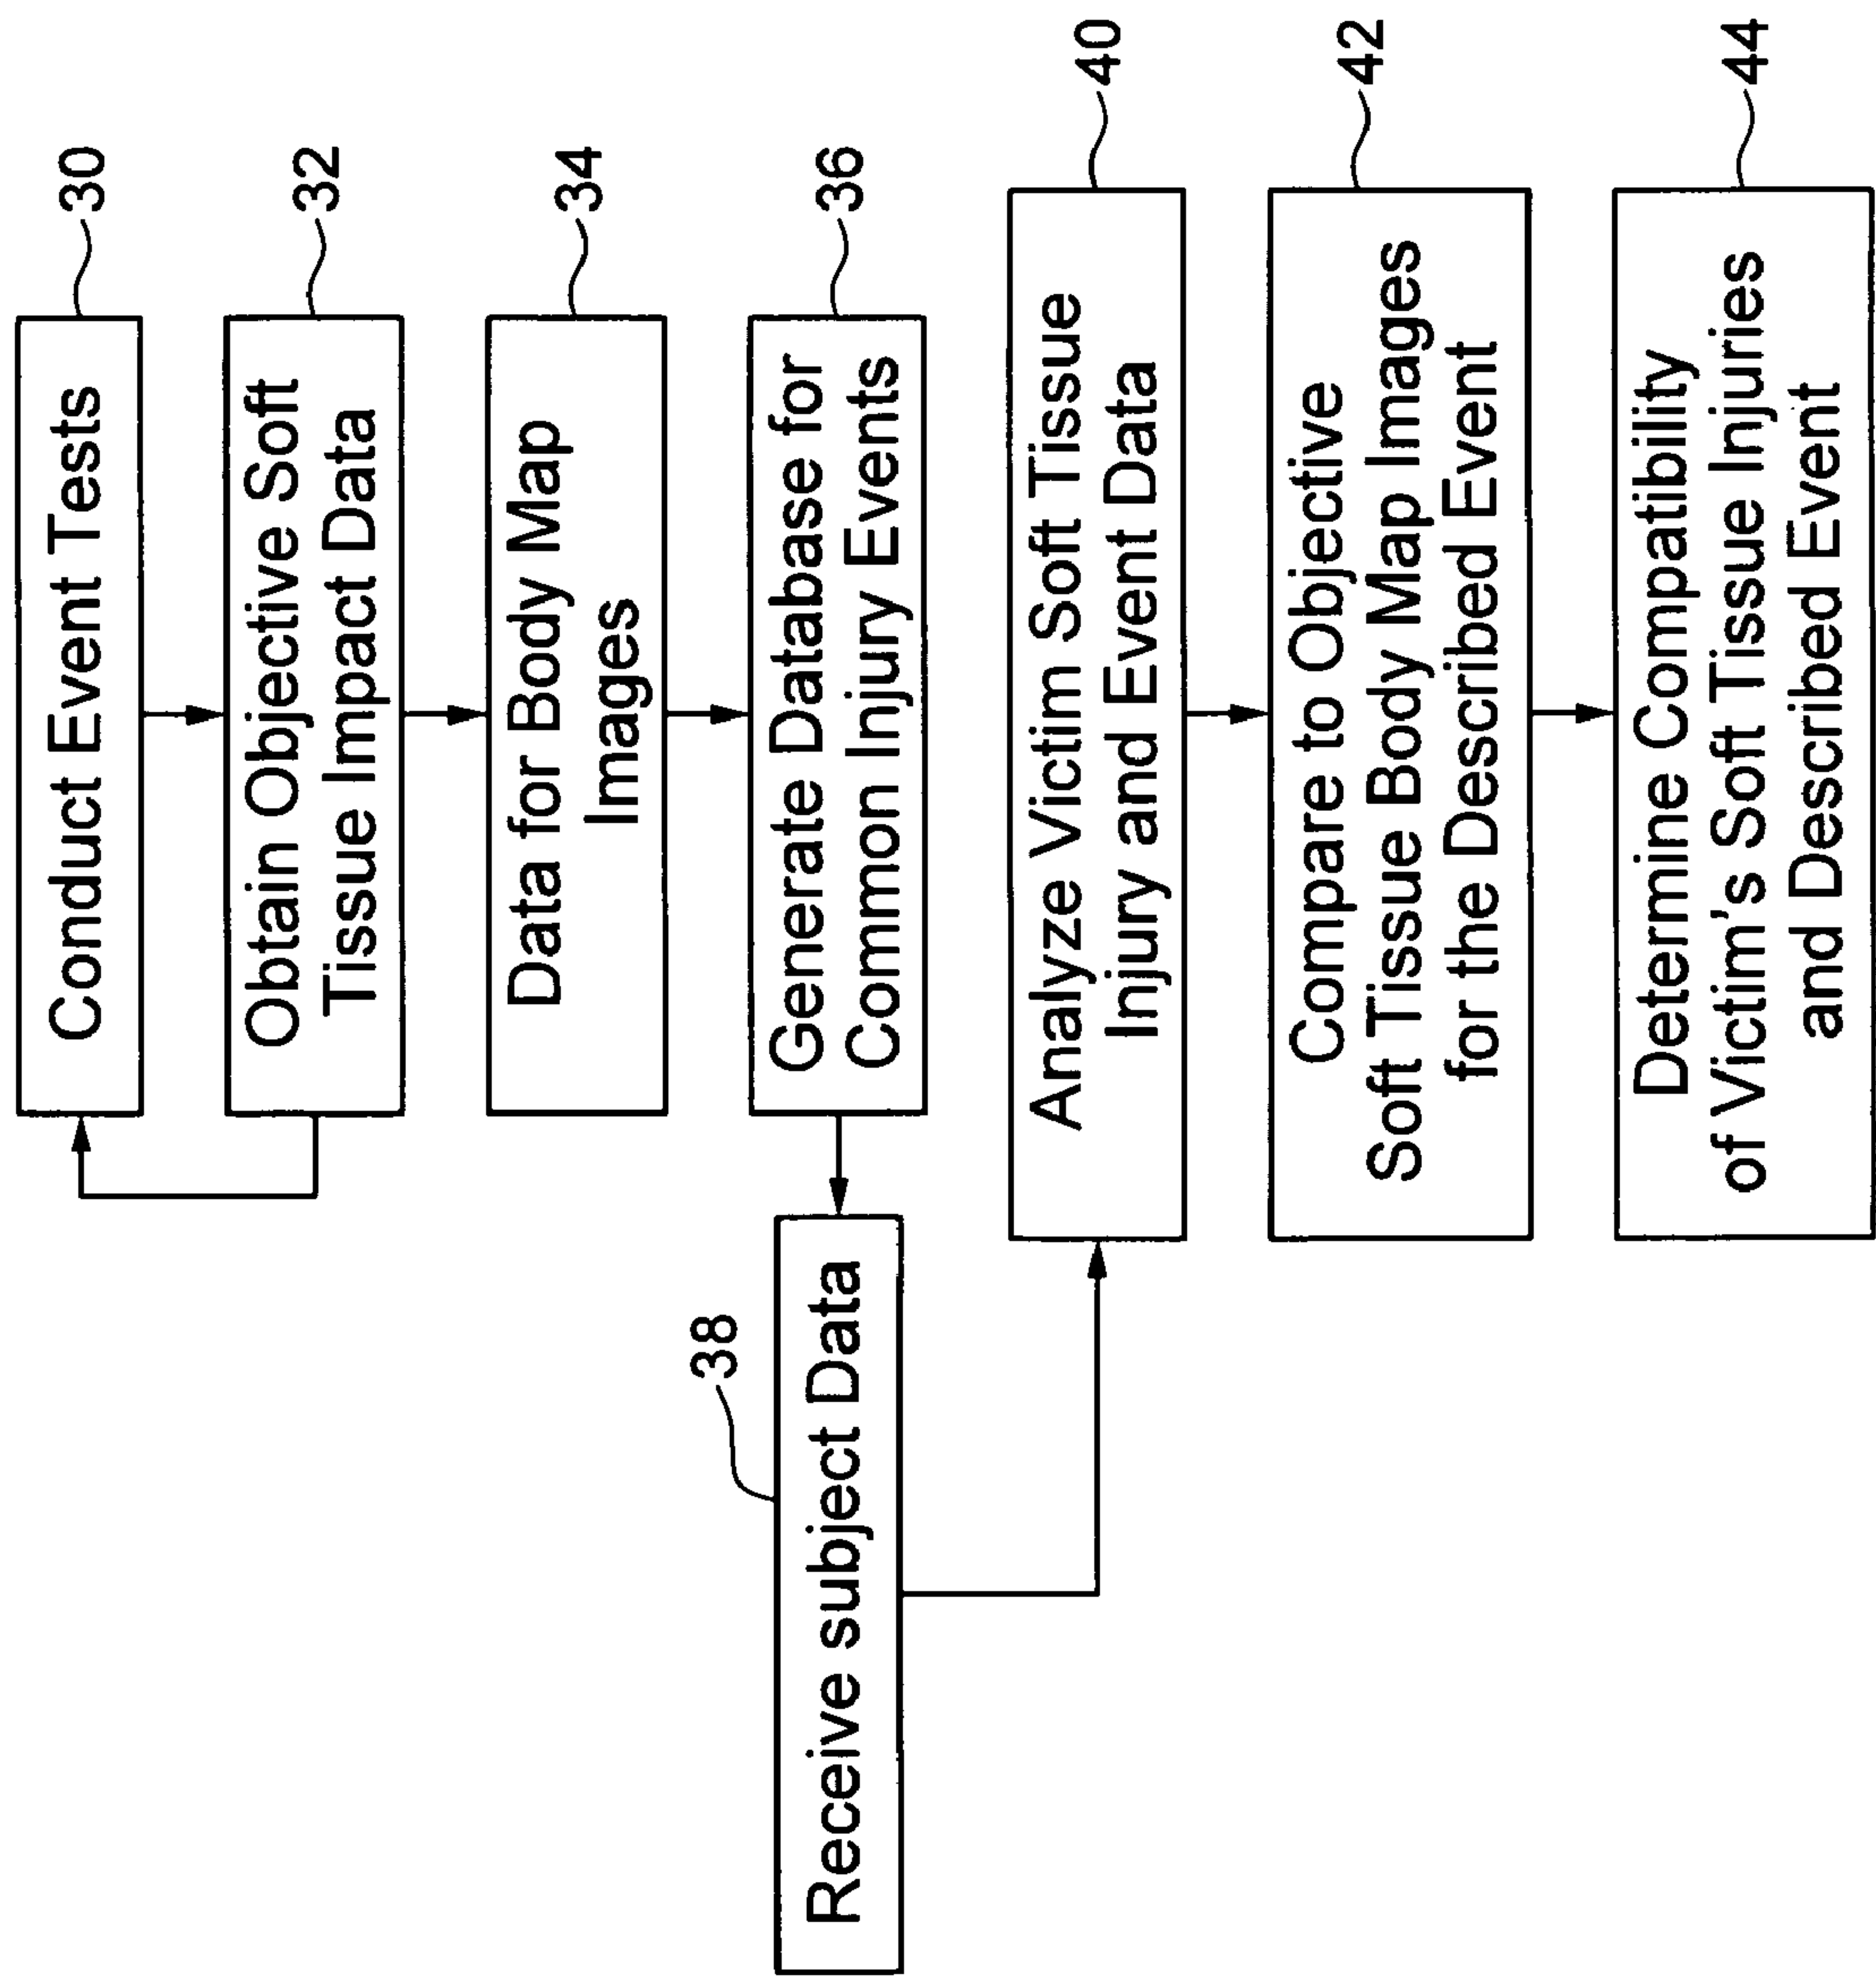 Conduct Event Tests
30
Obtain Objective Soft
Tissue Impact Data
32
Data for Body Map
Images
34
Generate Database for
Common Injury Events
36
Receive subject Data
38
Analyze Victim Soft Tissue
Injury and Event Data
40
Compare to Objective
Soft Tissue Body Map Images
for the Described Event
42
Determine Compatibility
of Victim's Soft Tissue Injuries
and Described Event
44